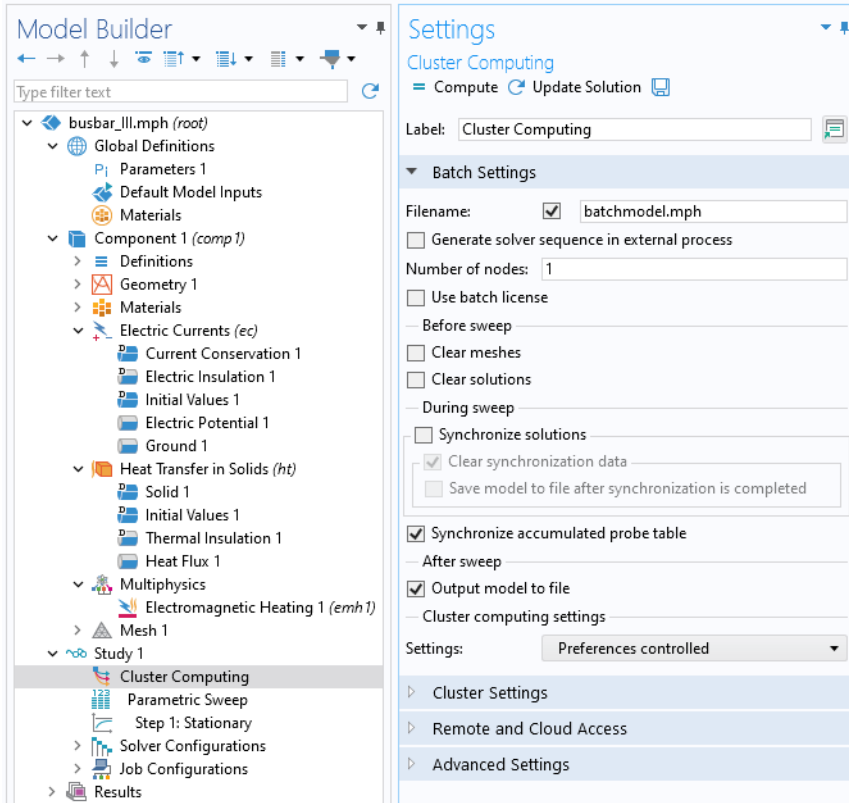 Model Builder
Type filter text
busbar_III.mph (root)
Global Definitions
Pi Parameters 1
Default Model Inputs
Materials
Component 1 (comp1)
Definitions
Geometry 1
Materials
Electric Currents (ec)
D Current Conservation 1
D Electric Insulation 1
D Initial Values 1
Electric Potential 1
Ground 1
Heat Transfer in Solids (ht)
D Solid 1
D Initial Values 1
D Thermal Insulation 1
Heat Flux 1
Multiphysics
Electromagnetic Heating 1 (emh1)
Mesh 1
Study 1
Cluster Computing
123 Parametric Sweep
Step 1: Stationary
Solver Configurations
Job Configurations
Results
Settings
Cluster Computing
= Compute Update Solution
Label: Cluster Computing
Batch Settings
Filename: batchmodel.mph
Generate solver sequence in external process
Number of nodes: 1
Use batch license
Before sweep
Clear meshes
Clear solutions
During sweep
Synchronize solutions
Clear synchronization data
Save model to file after synchronization is completed
Synchronize accumulated probe table
After sweep
Output model to file
Cluster computing settings
Settings: Preferences controlled
Cluster Settings
Remote and Cloud Access
Advanced Settings